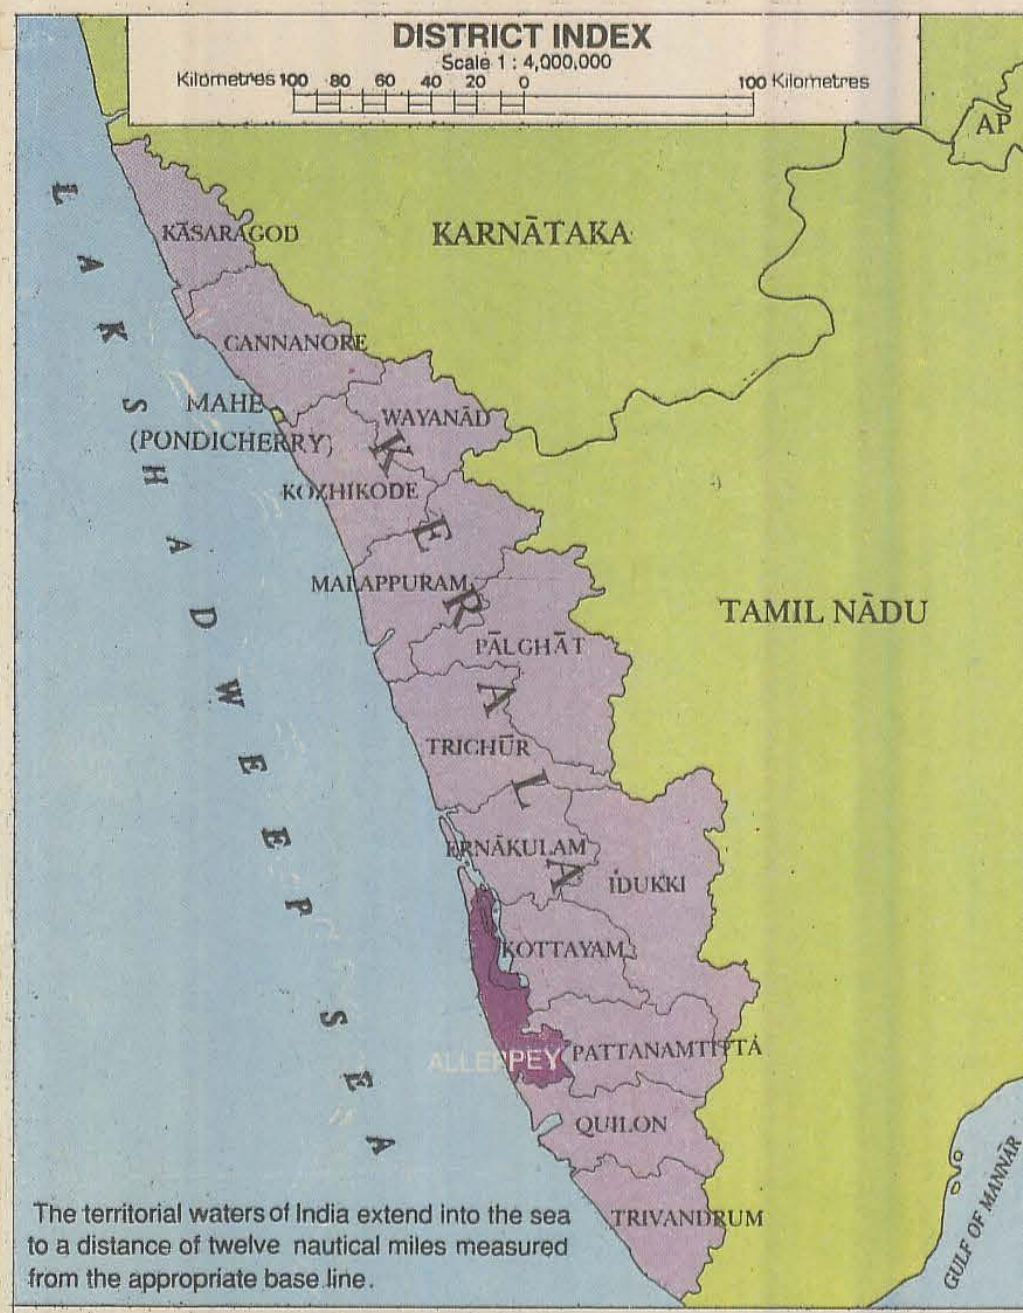 DISTRICT INDEX
Scale 1 : 4,000,000
Kilometres 100 80 60 40 20 0 100 Kilometres
AP
KĀSARAGOD
KARNĀTAKA
CANNANORE
MAHE
(PONDICHERRY)
WAYANĀD
KOZHIKODE
MALAPPURAM
TAMIL NĀDU
PĀLGHĀT
TRICHŪR
ERNĀKULAM
IDUKKI
KOTTAYAM
ALLEPPEY
PATTANAMTITTA
QUILON
TRIVANDRUM
KERALA
LAKSHADWEEP SEA
GULF OF MANNĀR
The territorial waters of India extend into the sea
to a distance of twelve nautical miles measured
from the appropriate base line.